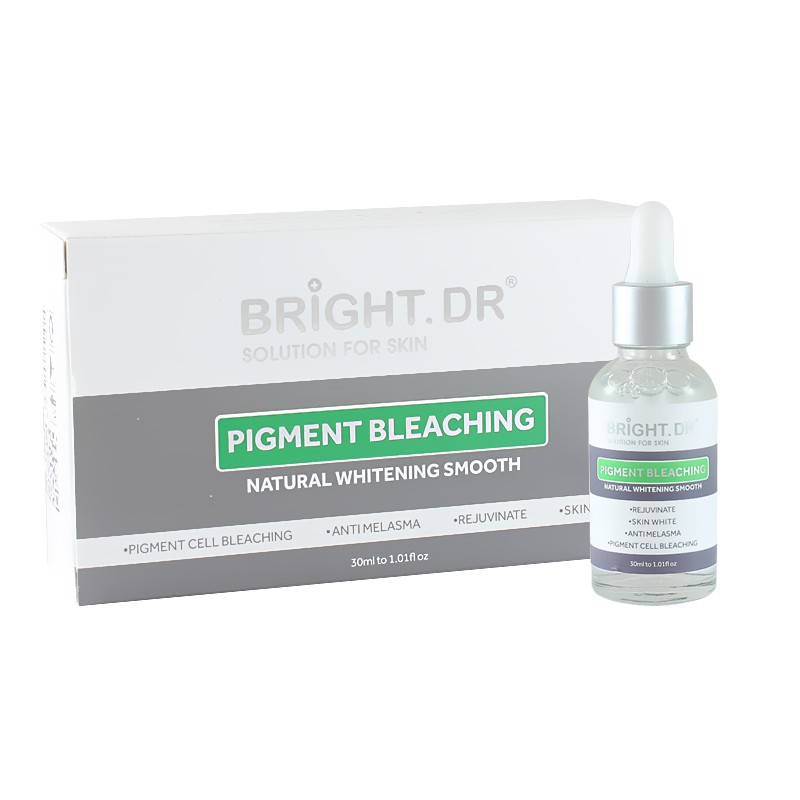 BRiGHT.DR®
SOLUTION FOR SKIN
PIGMENT BLEACHING
NATURAL WHITENING SMOOTH
•PIGMENT CELL BLEACHING •ANTI MELASMA •REJUVINATE •SKIN
30ml to 1.01fl oz
BRiGHT.DR®
SOLUTION FOR SKIN
PIGMENT BLEACHING
NATURAL WHITENING SMOOTH
•REJUVINATE
•SKIN WHITE
•ANTI MELASMA
•PIGMENT CELL BLEACHING
30ml to 1.01fl oz